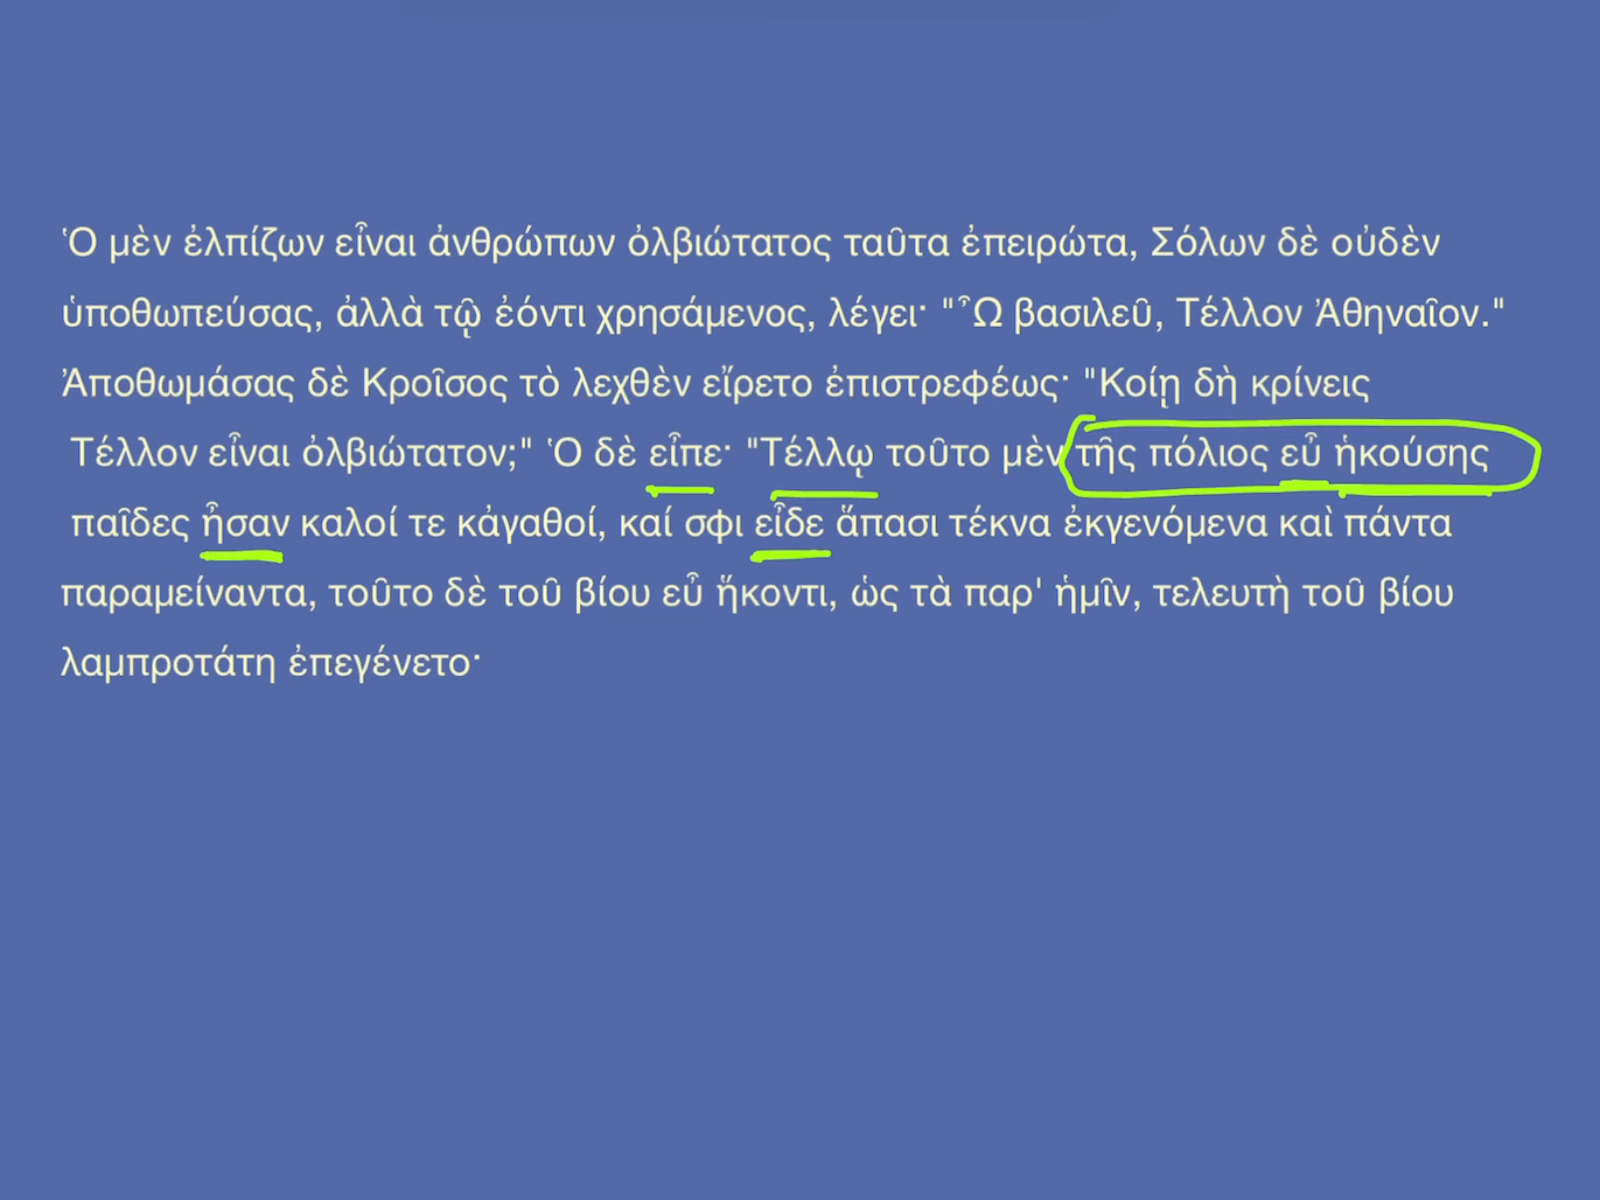 Ὁ μὲν ἐλπίζων εἶναι ἀνθρώπων ὀλβιώτατος ταῦτα ἐπειρώτα, Σόλων δὲ οὐδὲν
ὑποθωπεύσας, ἀλλὰ τῷ ἐόντι χρησάμενος, λέγει· "Ὦ βασιλεῦ, Τέλλον Ἀθηναῖον."
Ἀποθωμάσας δὲ Κροῖσος τὸ λεχθὲν εἴρετο ἐπιστρεφέως· "Κοίῃ δὴ κρίνεις
Τέλλον εἶναι ὀλβιώτατον;" Ὁ δὲ εἶπε· "Τέλλῳ τοῦτο μὲν τῆς πόλιος εὖ ἡκούσης
παῖδες ἦσαν καλοί τε κἀγαθοί, καί σφι εἶδε ἅπασι τέκνα ἐκγενόμενα καὶ πάντα
παραμείναντα, τοῦτο δὲ τοῦ βίου εὖ ἥκοντι, ὡς τὰ παρ' ἡμῖν, τελευτὴ τοῦ βίου
λαμπροτάτη ἐπεγένετο·